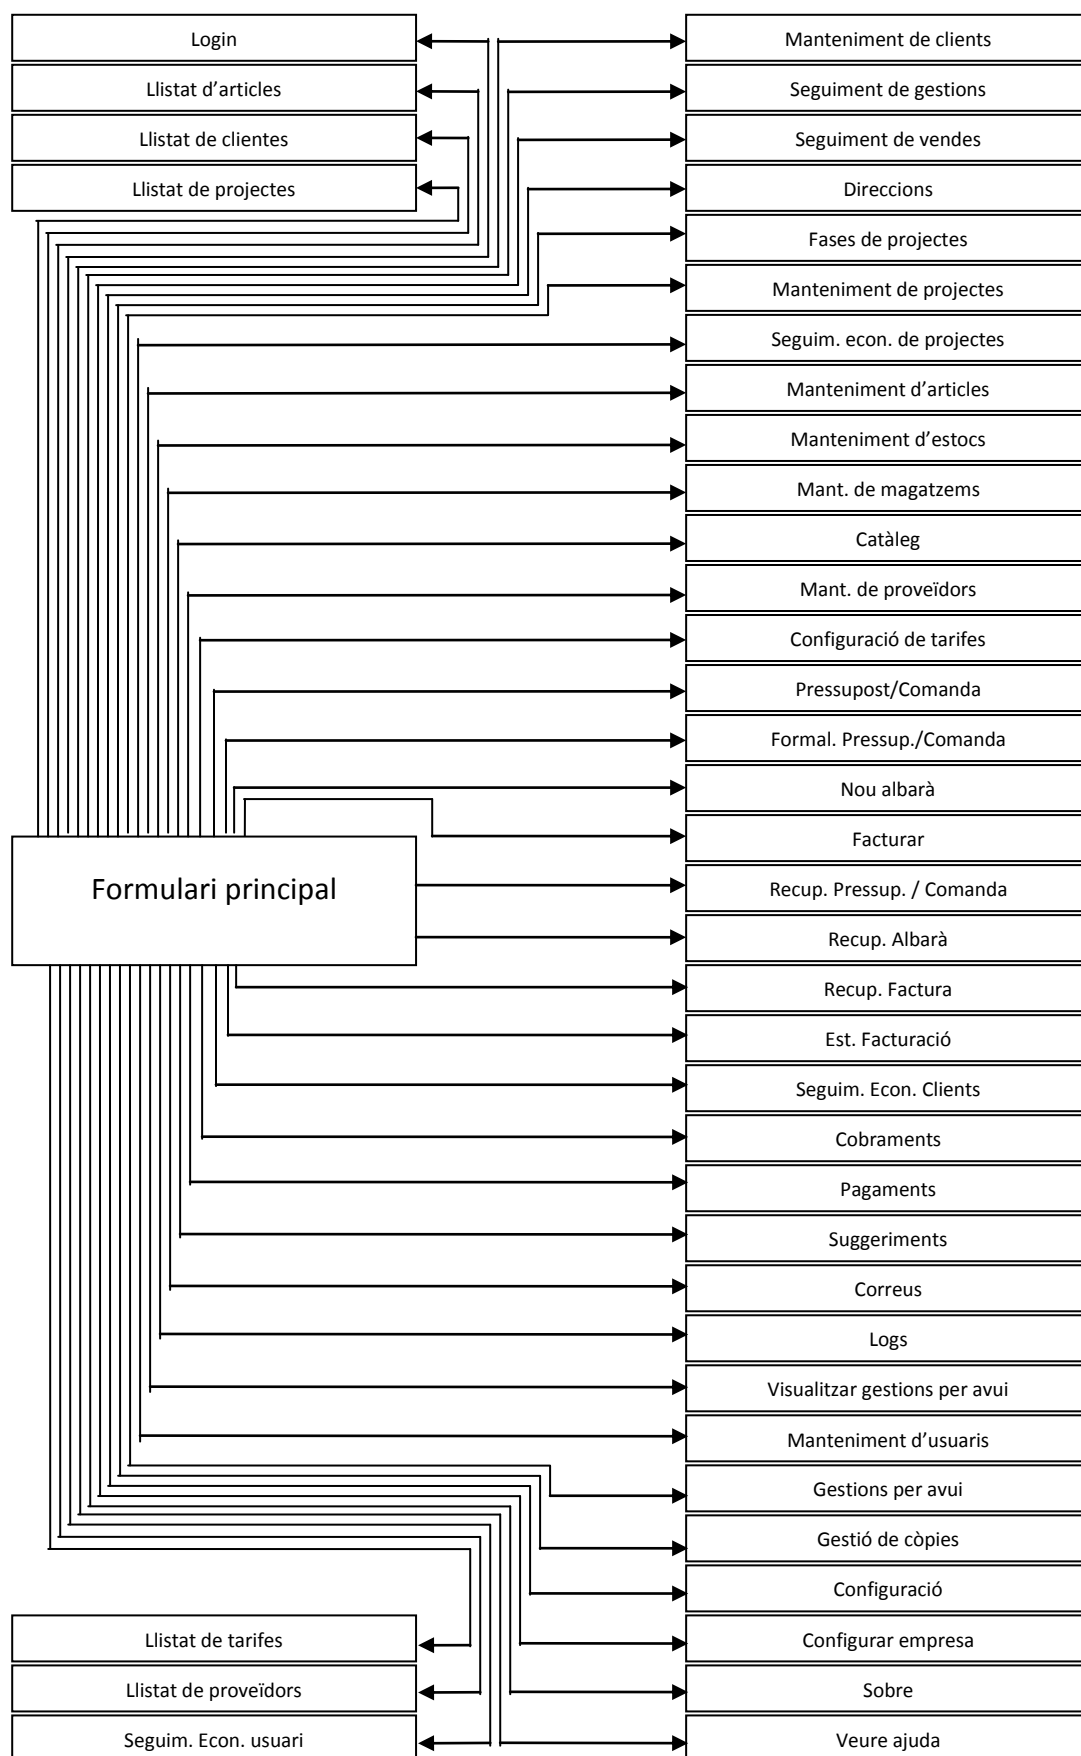 Login
Manteniment de clients
Llistat d’articles
Seguiment de gestions
Llistat de clientes
Seguiment de vendes
Llistat de projectes
Direccions
Fases de projectes
Manteniment de projectes
Seguim. econ. de projectes
Manteniment d’articles
Manteniment d’estocs
Mant. de magatzems
Catàleg
Mant. de proveïdors
Configuració de tarifes
Pressupost/Comanda
Formal. Pressup./Comanda
Nou albarà
Facturar
Formulari principal
Recup. Pressup. / Comanda
Recup. Albarà
Recup. Factura
Est. Facturació
Seguim. Econ. Clients
Cobraments
Pagaments
Suggeriments
Correus
Logs
Visualitzar gestions per avui
Manteniment d’usuaris
Gestions per avui
Gestió de còpies
Configuració
Llistat de tarifes
Configurar empresa
Llistat de proveïdors
Sobre
Seguim. Econ. usuari
Veure ajuda